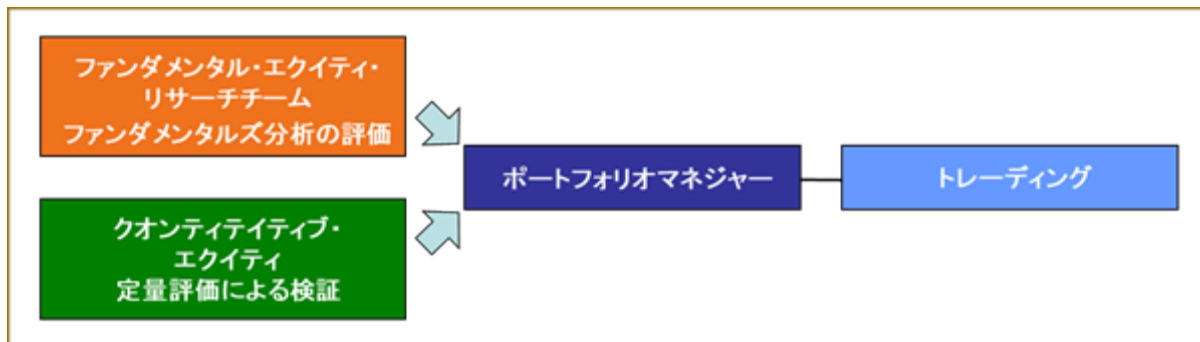 ファンダメンタル・エクイティ・
リサーチチーム
ファンダメンタルズ分析の評価
クオンティテイティブ・
エクイティ
定量評価による検証
ポートフォリオマネジャー
トレーディング